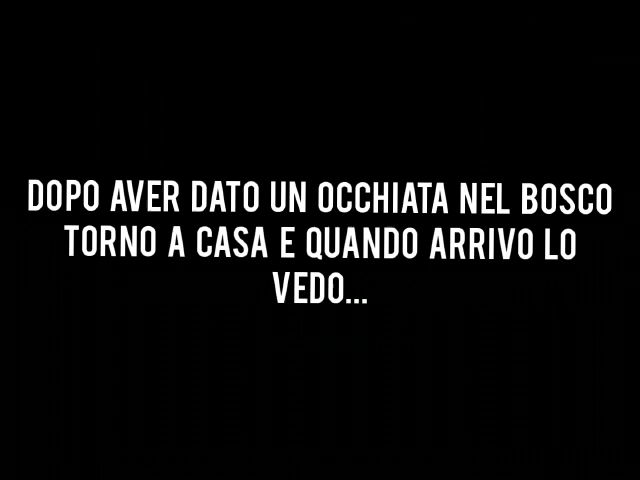 DOPO AVER DATO UN OCCHIATA NEL BOSCO
TORNO A CASA E QUANDO ARRIVO LO
VEDO...